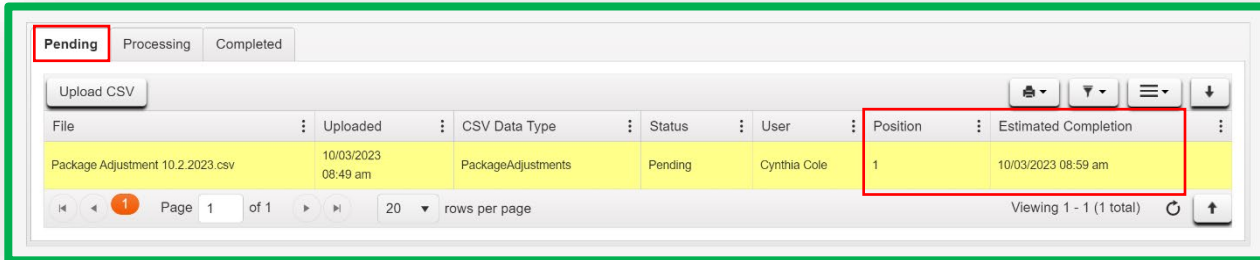 Pending Processing Completed
Upload CSV
File Uploaded CSV Data Type Status User Position Estimated Completion
Package Adjustment 10.2.2023.csv 10/03/2023 08:49 am PackageAdjustments Pending Cynthia Cole 1 10/03/2023 08:59 am
1 Page 1 of 1 20 rows per page Viewing 1 - 1 (1 total)